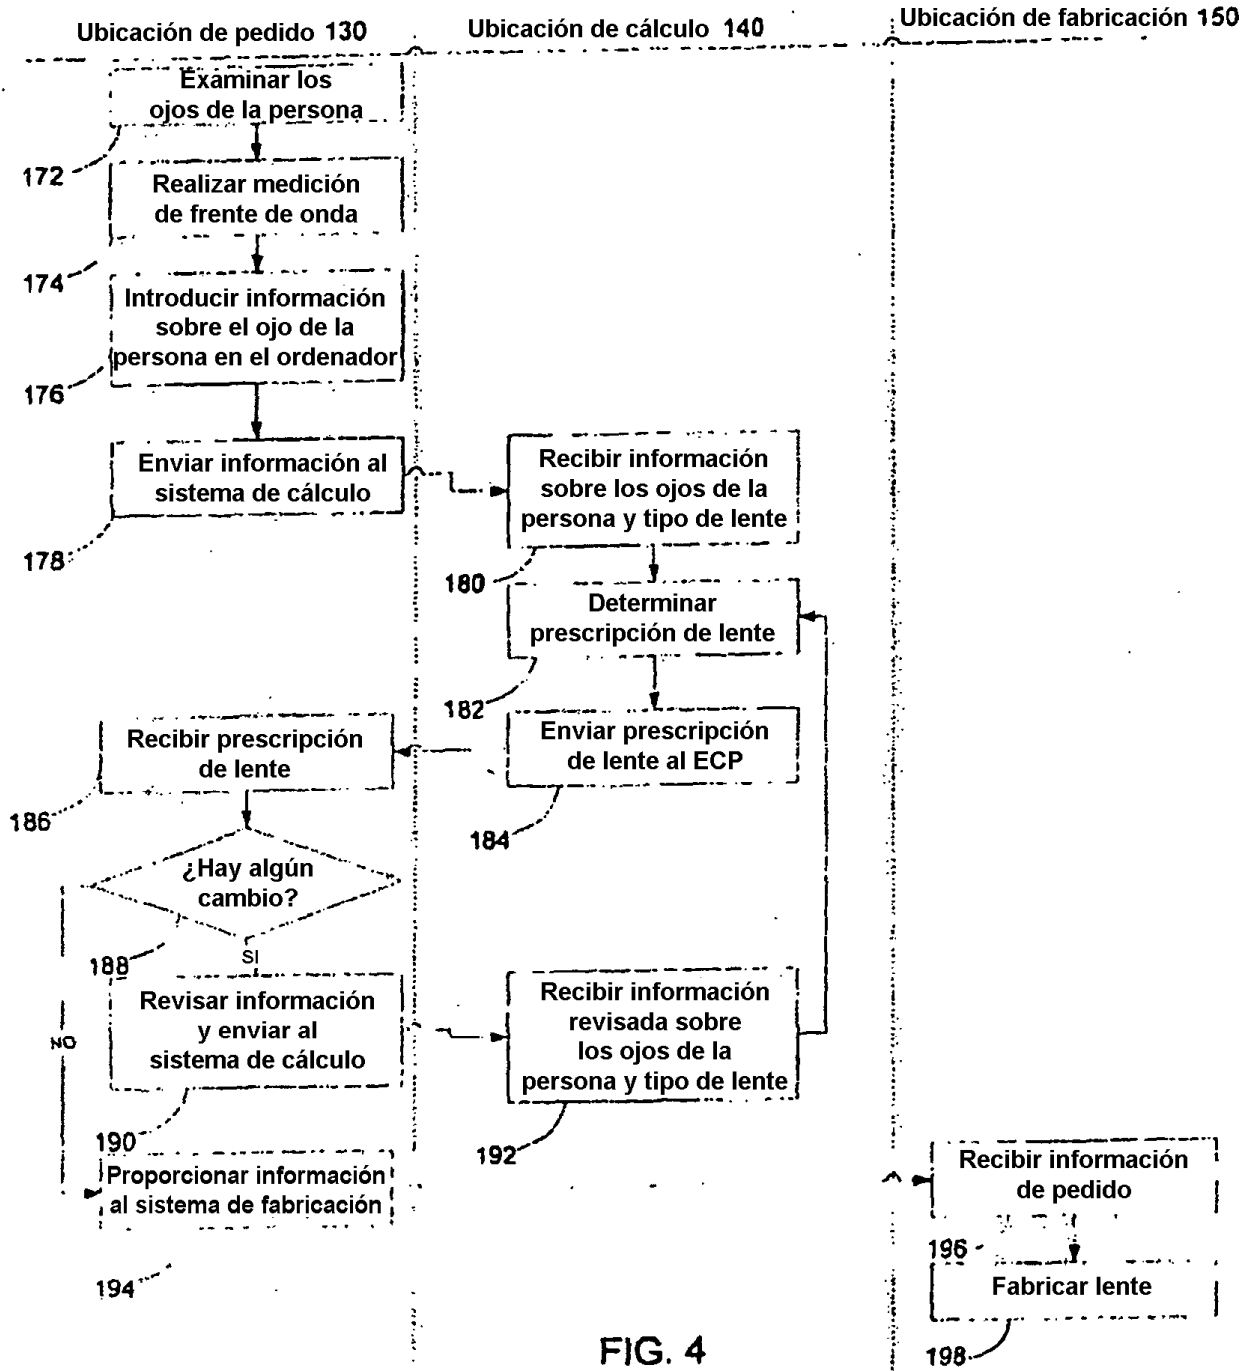 Ubicación de pedido 130
Ubicación de cálculo 140
Ubicación de fabricación 150
Examinar los
ojos de la persona
172
Realizar medición
de frente de onda
174
Introducir información
sobre el ojo de la
persona en el ordenador
176
Enviar información al
sistema de cálculo
178
Recibir información
sobre los ojos de la
persona y tipo de lente
180
Determinar
prescripción de lente
182
Enviar prescripción
de lente al ECP
184
Recibir prescripción
de lente
186
¿Hay algún
cambio?
188
SI
NO
Revisar información
y enviar al
sistema de cálculo
190
Recibir información
revisada sobre
los ojos de la
persona y tipo de lente
192
Proporcionar información
al sistema de fabricación
194
Recibir información
de pedido
196
Fabricar lente
198
FIG. 4